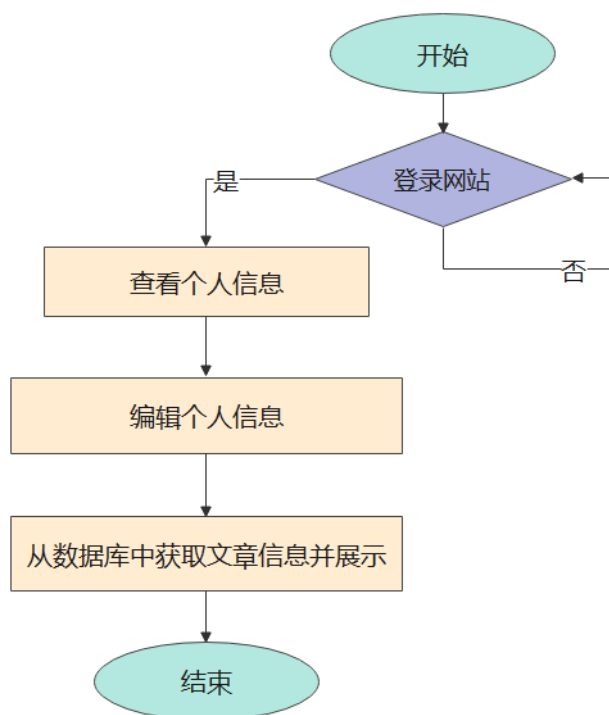 开始
登录网站
是
否
查看个人信息
编辑个人信息
从数据库中获取文章信息并展示
结束